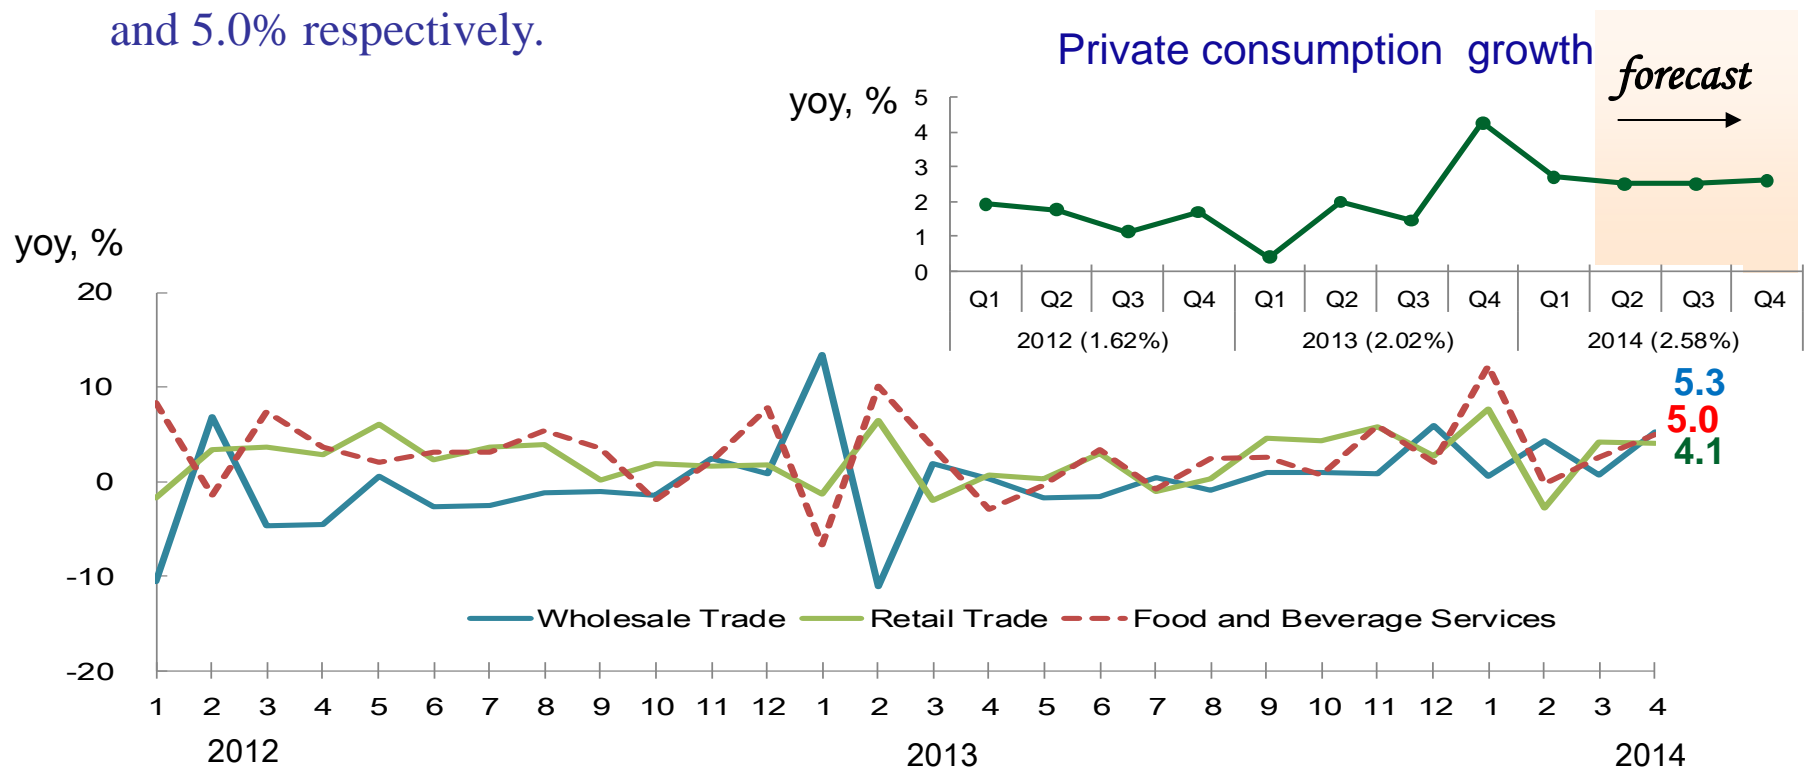 and 5.0% respectively.
Private consumption growth
forecast
yoy, %
5
4
3
2
1
0
Q1 Q2 Q3 Q4 Q1 Q2 Q3 Q4 Q1 Q2 Q3 Q4
2012 (1.62%) 2013 (2.02%) 2014 (2.58%)
yoy, %
20
10
0
-10
-20
5.3
5.0
4.1
Wholesale Trade Retail Trade Food and Beverage Services
1 2 3 4 5 6 7 8 9 10 11 12 1 2 3 4 5 6 7 8 9 10 11 12 1 2 3 4
2012 2013 2014